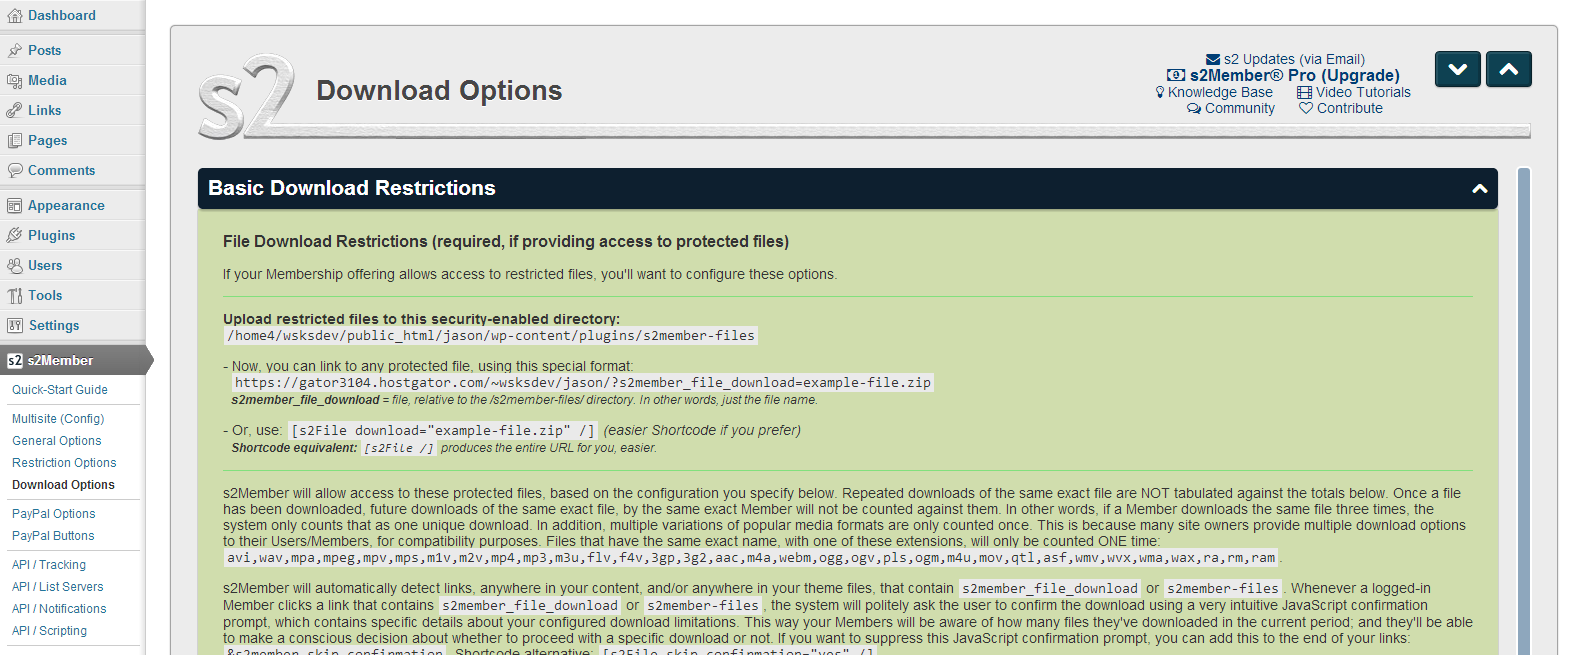 Dashboard
Posts
Media
Links
Pages
Comments
Appearance
Plugins
Users
Tools
Settings
s2 s2Member
Quick-Start Guide
Multisite (Config)
General Options
Restriction Options
Download Options
PayPal Options
PayPal Buttons
API / Tracking
API / List Servers
API / Notifications
API / Scripting
s2
Download Options
s2 Updates (via Email)
s2Member® Pro (Upgrade)
Knowledge Base Video Tutorials
Community Contribute
Basic Download Restrictions
File Download Restrictions (required, if providing access to protected files)
If your Membership offering allows access to restricted files, you'll want to configure these options.
Upload restricted files to this security-enabled directory:
/home4/wsksdev/public_html/jason/wp-content/plugins/s2member-files
- Now, you can link to any protected file, using this special format:
https://gator3104.hostgator.com/~wsksdev/jason/?s2member_file_download=example-file.zip
s2member_file_download = file, relative to the /s2member-files/ directory. In other words, just the file name.
- Or, use: [s2File download="example-file.zip" /] (easier Shortcode if you prefer)
Shortcode equivalent: [s2File /] produces the entire URL for you, easier.
s2Member will allow access to these protected files, based on the configuration you specify below. Repeated downloads of the same exact file are NOT tabulated against the totals below. Once a file
has been downloaded, future downloads of the same exact file, by the same exact Member will not be counted against them. In other words, if a Member downloads the same file three times, the
system only counts that as one unique download. In addition, multiple variations of popular media formats are only counted once. This is because many site owners provide multiple download options
to their Users/Members, for compatibility purposes. Files that have the same exact name, with one of these extensions, will only be counted ONE time:
avi,wav,mpa,mpeg,mpv,mps,m1v,m2v,mp4,mp3,m3u,flv,f4v,3gp,3g2,aac,m4a,webm,ogg,ogv,pls,ogm,m4u,mov,qtl,asf,wmv,wvx,wma,wax,ra,rm,ram.
s2Member will automatically detect links, anywhere in your content, and/or anywhere in your theme files, that contain s2member_file_download or s2member-files. Whenever a logged-in
Member clicks a link that contains s2member_file_download or s2member-files, the system will politely ask the user to confirm the download using a very intuitive JavaScript confirmation
prompt, which contains specific details about your configured download limitations. This way your Members will be aware of how many files they've downloaded in the current period; and they'll be able
to make a conscious decision about whether to proceed with a specific download or not. If you want to suppress this JavaScript confirmation prompt, you can add this to the end of your links:
&s2member_skip_confirmation. Shortcode alternative: [s2File skip_confirmation="yes" /]